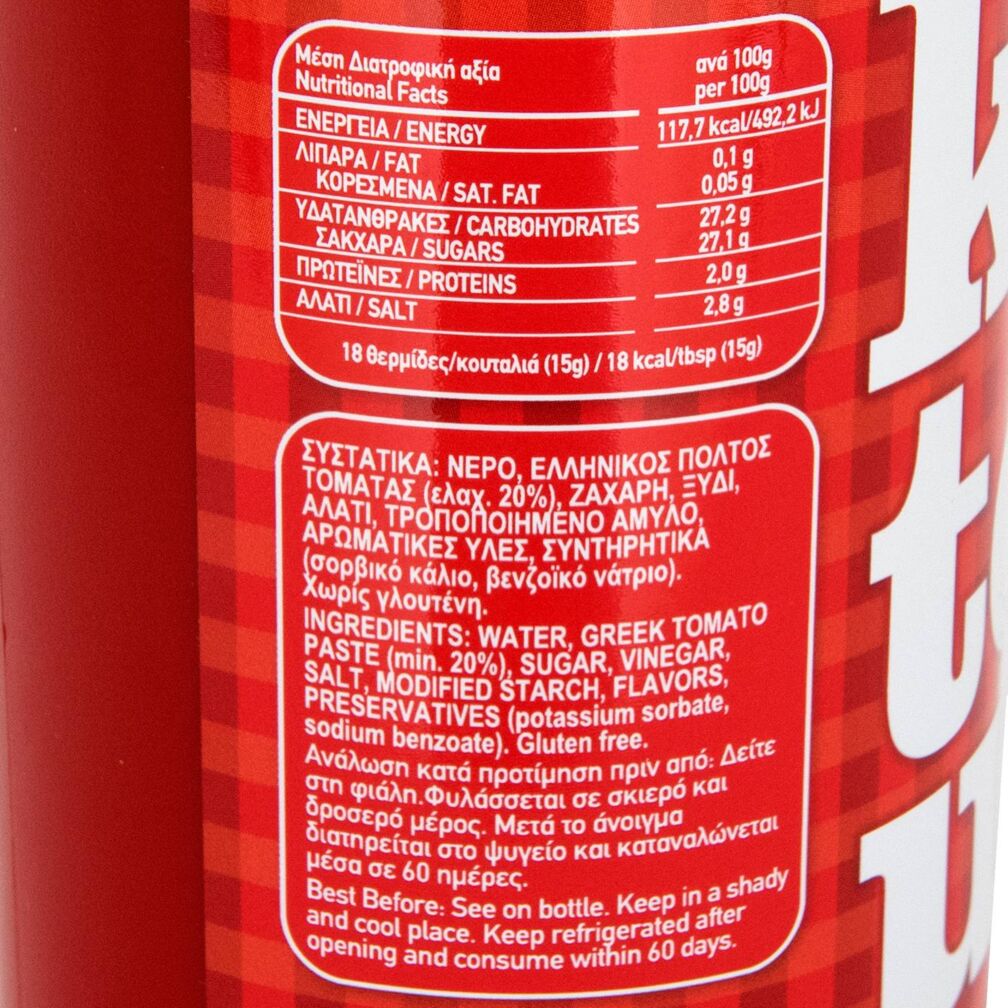 Μέση Διατροφική αξία ανά 100g
Nutritional Facts per 100g
ΕΝΕΡΓΕΙΑ / ENERGY 117,7 kcal/492,2 kJ
ΛΙΠΑΡΑ / FAT 0,1 g
ΚΟΡΕΣΜΕΝΑ / SAT. FAT 0,05 g
ΥΔΑΤΑΝΘΡΑΚΕΣ / CARBOHYDRATES 27,2 g
ΣΑΚΧΑΡΑ / SUGARS 27,1 g
ΠΡΩΤΕΪΝΕΣ / PROTEINS 2,0 g
ΑΛΑΤΙ / SALT 2,8 g
18 θερμίδες/κουταλιά (15g) / 18 kcal/tbsp (15g)
ΣΥΣΤΑΤΙΚΑ: ΝΕΡΟ, ΕΛΛΗΝΙΚΟΣ ΠΟΛΤΟΣ
ΤΟΜΑΤΑΣ (ελαχ. 20%), ΖΑΧΑΡΗ, ΞΥΔΙ,
ΑΛΑΤΙ, ΤΡΟΠΟΠΟΙΗΜΕΝΟ ΑΜΥΛΟ,
ΑΡΩΜΑΤΙΚΕΣ ΥΛΕΣ, ΣΥΝΤΗΡΗΤΙΚΑ
(σορβικό κάλιο, βενζοϊκό νάτριο).
Χωρίς γλουτένη.
INGREDIENTS: WATER, GREEK TOMATO
PASTE (min. 20%), SUGAR, VINEGAR,
SALT, MODIFIED STARCH, FLAVORS,
PRESERVATIVES (potassium sorbate,
sodium benzoate). Gluten free.
Ανάλωση κατά προτίμηση πριν από: Δείτε
στη φιάλη.Φυλάσσεται σε σκιερό και
δροσερό μέρος. Μετά το άνοιγμα
διατηρείται στο ψυγείο και καταναλώνεται
μέσα σε 60 ημέρες.
Best Before: See on bottle. Keep in a shady
and cool place. Keep refrigerated after
opening and consume within 60 days.